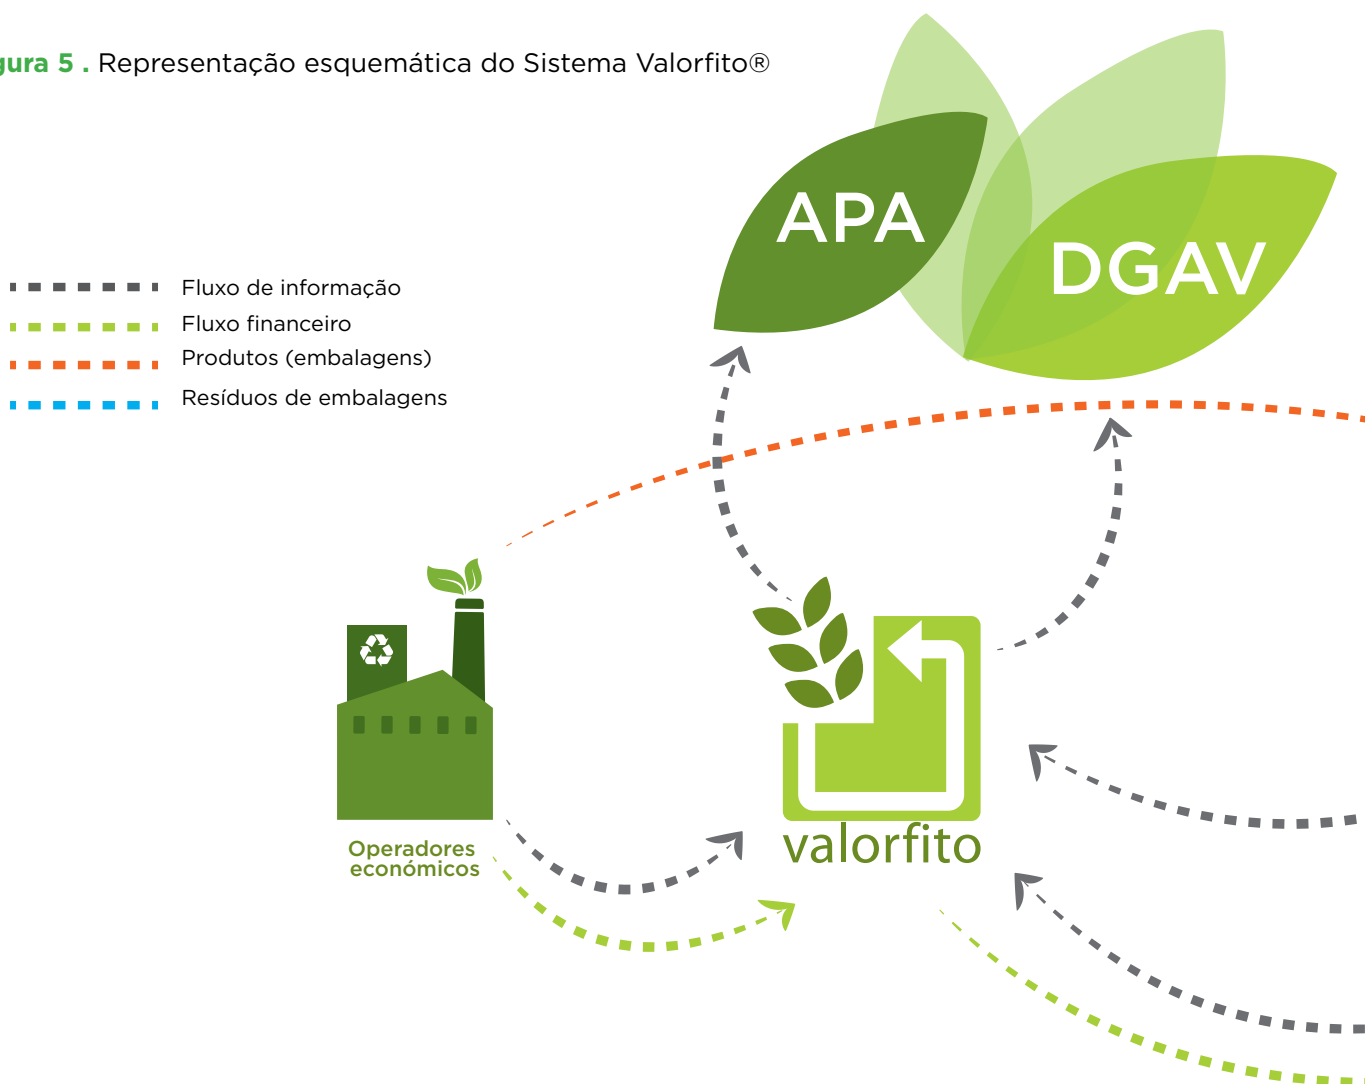 gura 5 . Representação esquemática do Sistema Valorfito®
APA
DGAV
Fluxo de informação
Fluxo financeiro
Produtos (embalagens)
Resíduos de embalagens
valorfito
Operadores
económicos